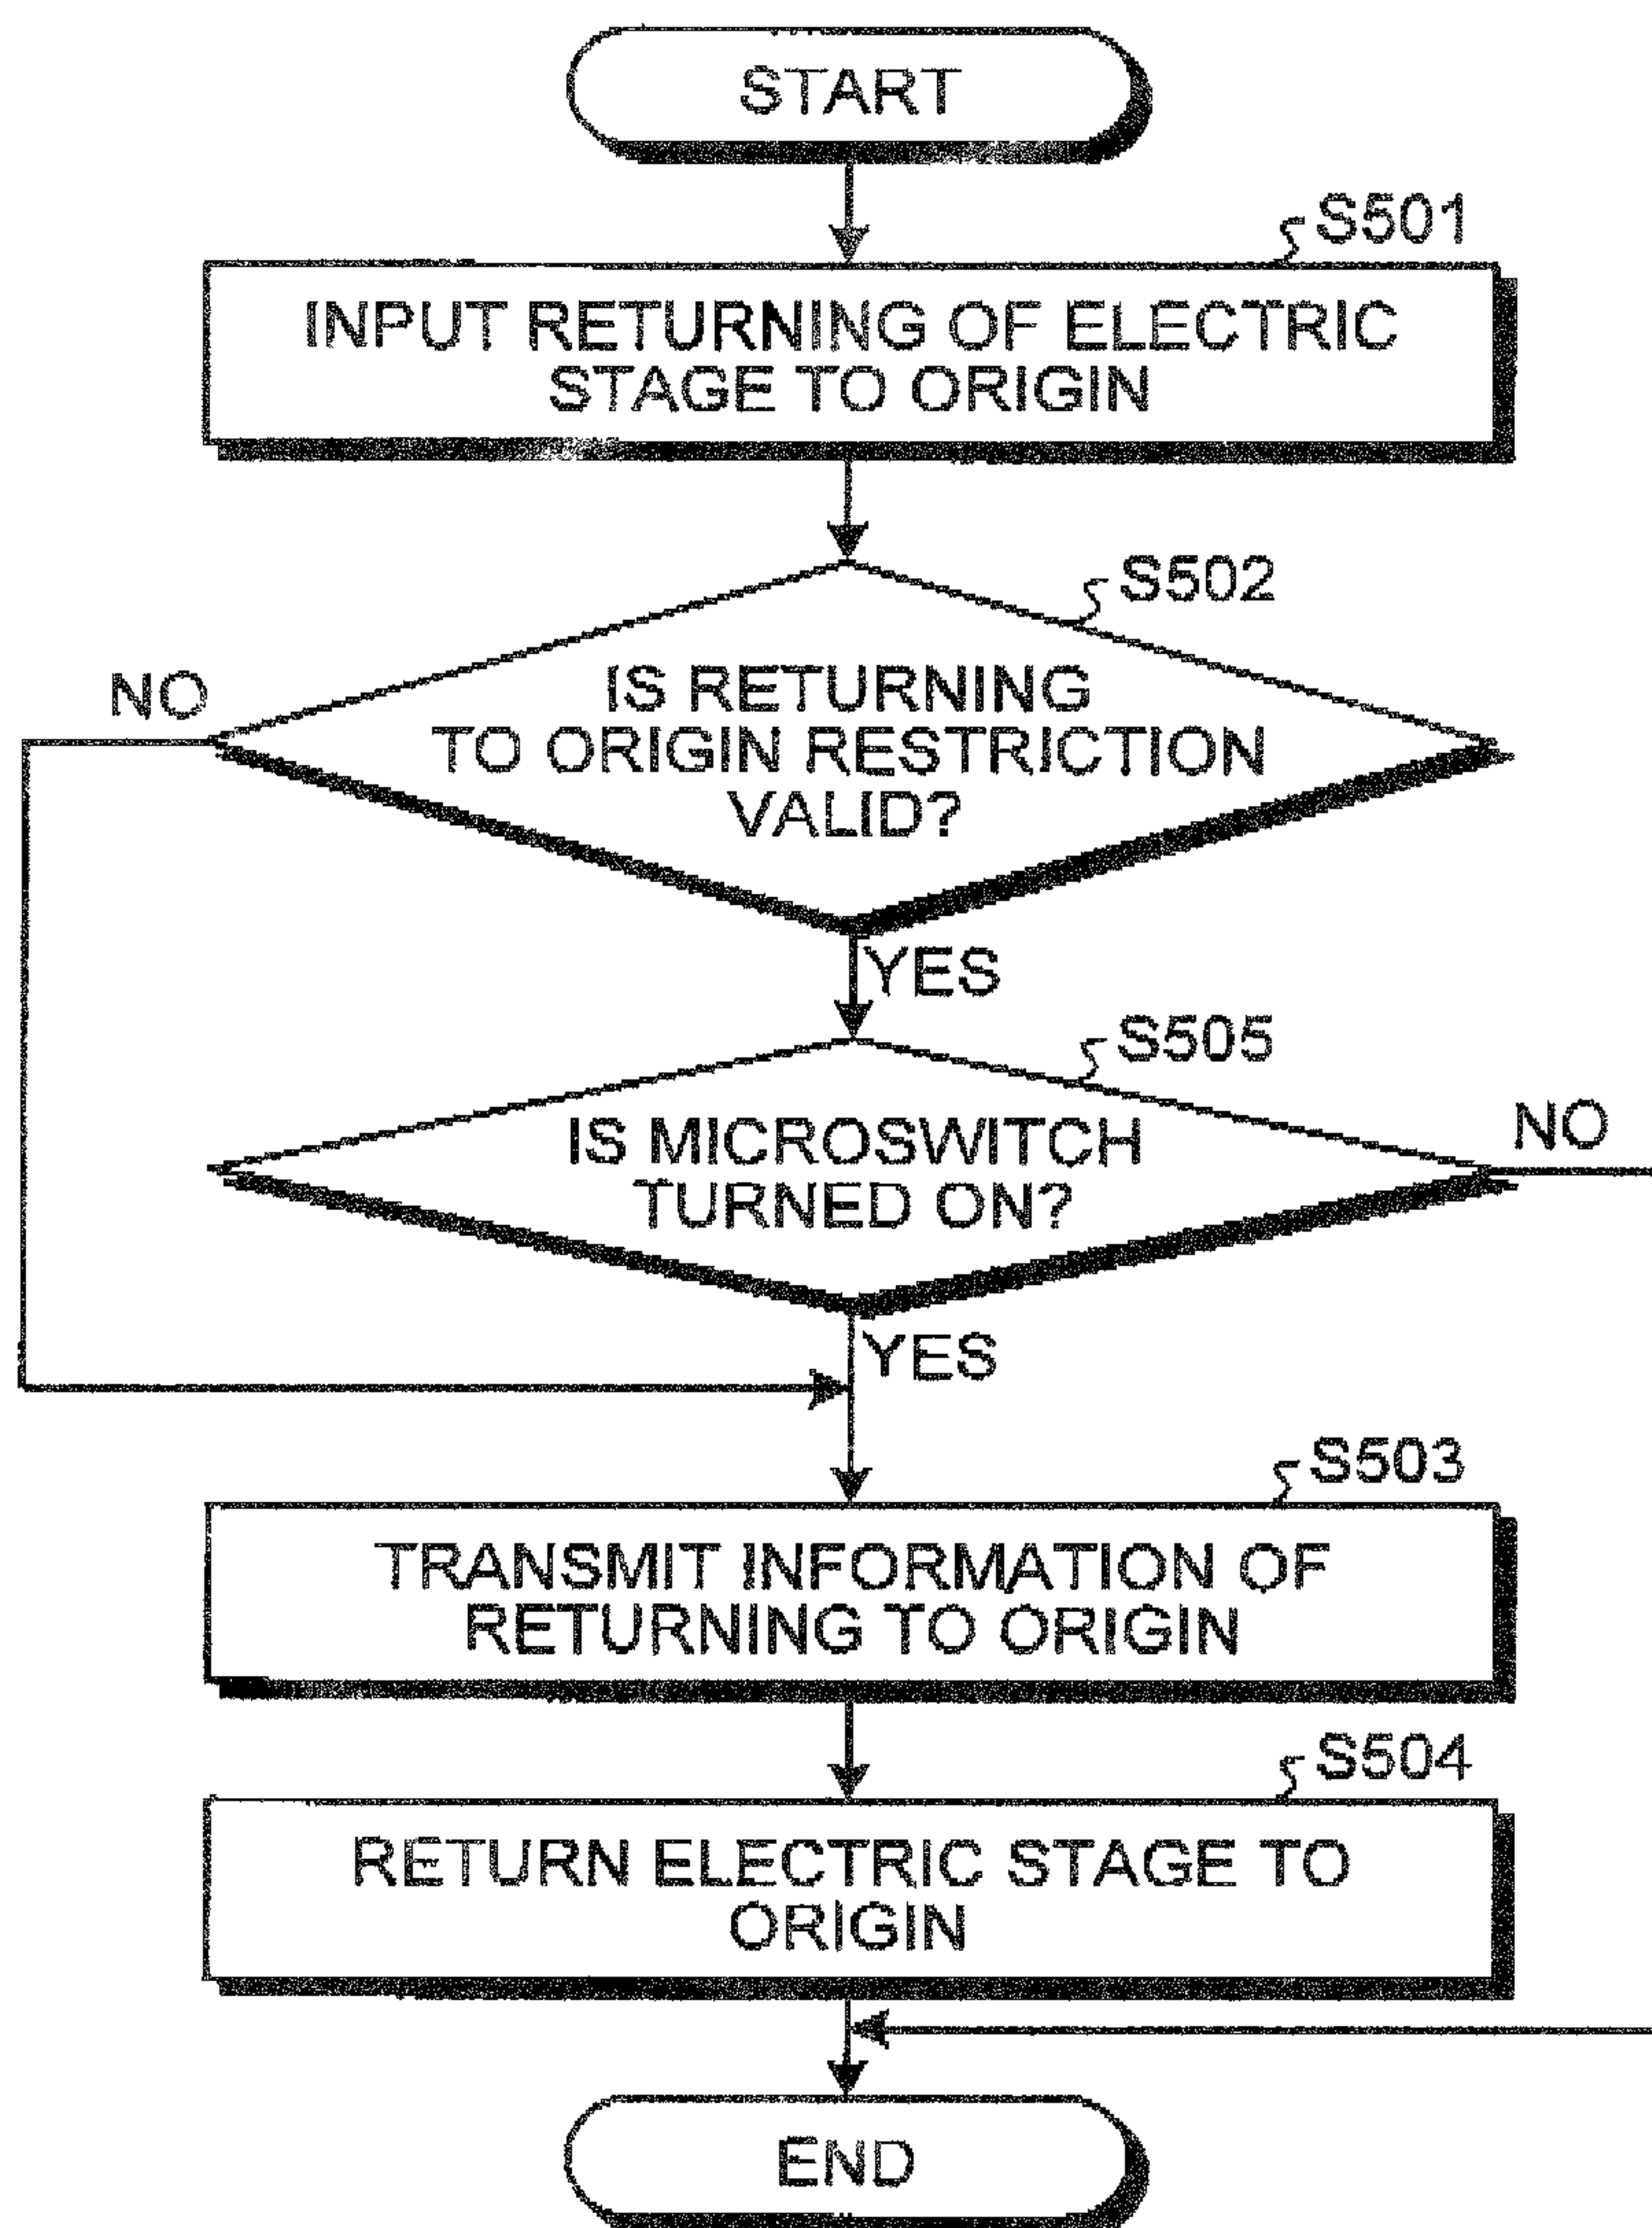 START
S501
INPUT RETURNING OF ELECTRIC
STAGE TO ORIGIN
S502
NO
IS RETURNING
TO ORIGIN RESTRICTION
VALID?
YES
S505
IS MICROSWITCH
TURNED ON?
NO
YES
S503
TRANSMIT INFORMATION OF
RETURNING TO ORIGIN
S504
RETURN ELECTRIC STAGE TO
ORIGIN
END